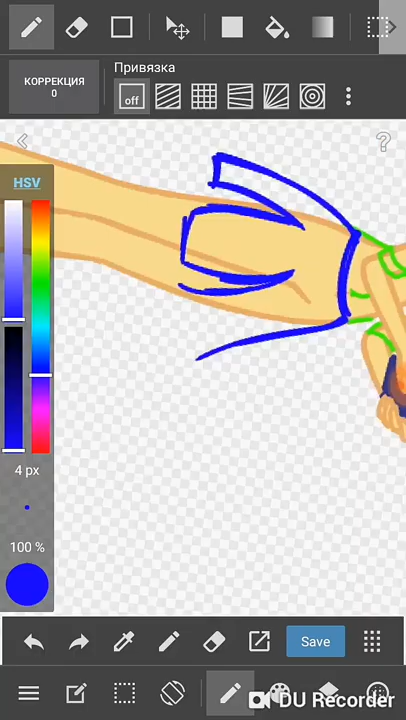 Привязка
КОРРЕКЦИЯ
0
off
HSV
4 px
100 %
Save
DU Recorder